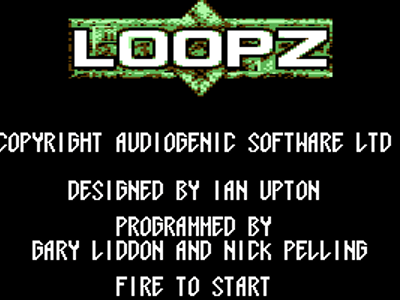 LOOPZ
COPYRIGHT AUDIOGENIC SOFTWARE LTD
DESIGNED BY IAN UPTON
PROGRAMMED BY
GARY LIDDON AND NICK PELLING
FIRE TO START